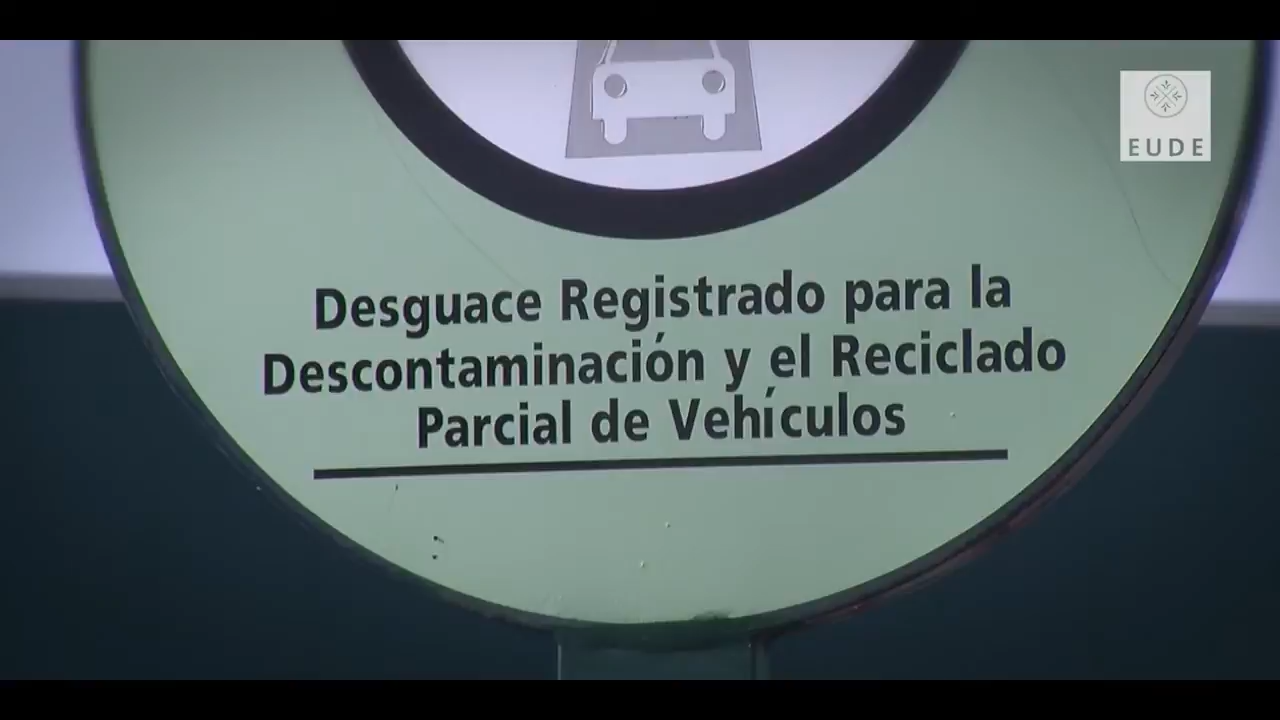 EUDE
Desguace Registrado para la
Descontaminación y el Reciclado
Parcial de Vehículos